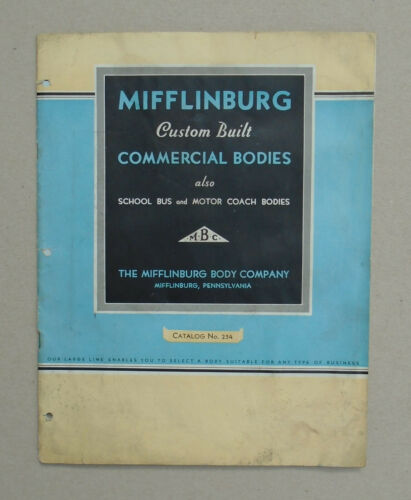 MIFFLINBURG
Custom Built
COMMERCIAL BODIES
also
SCHOOL BUS and MOTOR COACH BODIES
M·B·C·
THE MIFFLINBURG BODY COMPANY
MIFFLINBURG, PENNSYLVANIA
CATALOG No. 234
OUR LARGE LINE ENABLES YOU TO SELECT A BODY SUITABLE FOR ANY TYPE OF BUSINESS